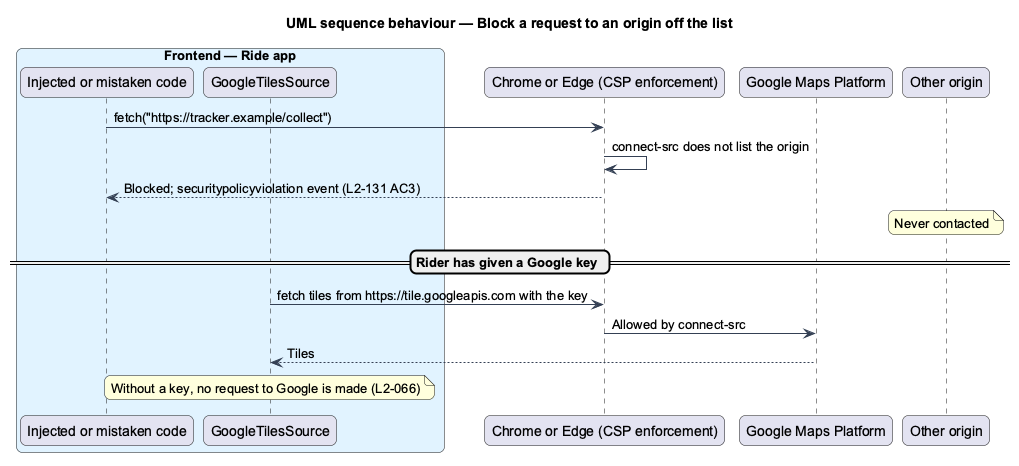 UML sequence behaviour — Block a request to an origin off the list
Frontend — Ride app
Injected or mistaken code
GoogleTilesSource
Chrome or Edge (CSP enforcement)
Google Maps Platform
Other origin
fetch("https://tracker.example/collect")
connect-src does not list the origin
Blocked; securitypolicyviolation event (L2-131 AC3)
Never contacted
Rider has given a Google key
fetch tiles from https://tile.googleapis.com with the key
Allowed by connect-src
Tiles
Without a key, no request to Google is made (L2-066)
Injected or mistaken code
GoogleTilesSource
Chrome or Edge (CSP enforcement)
Google Maps Platform
Other origin